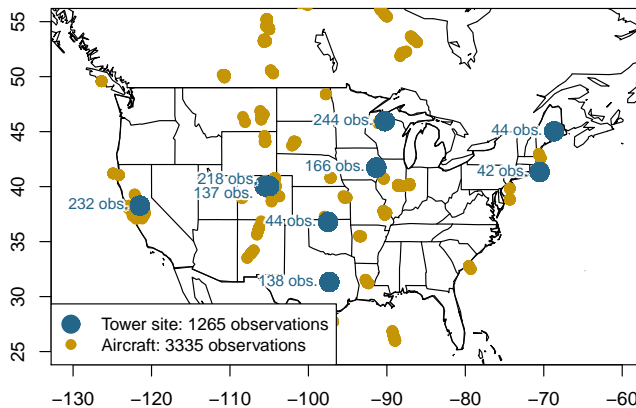 55
50
45
40
35
30
25
244 obs.
44 obs.
166 obs.
42 obs.
218 obs.
137 obs.
232 obs.
44 obs.
138 obs.
Tower site: 1265 observations
Aircraft: 3335 observations
−130 −120 −110 −100 −90 −80 −70 −60